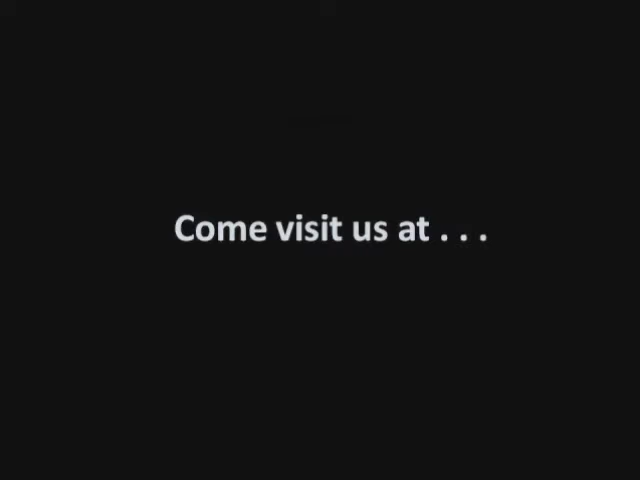 Come visit us at . . .